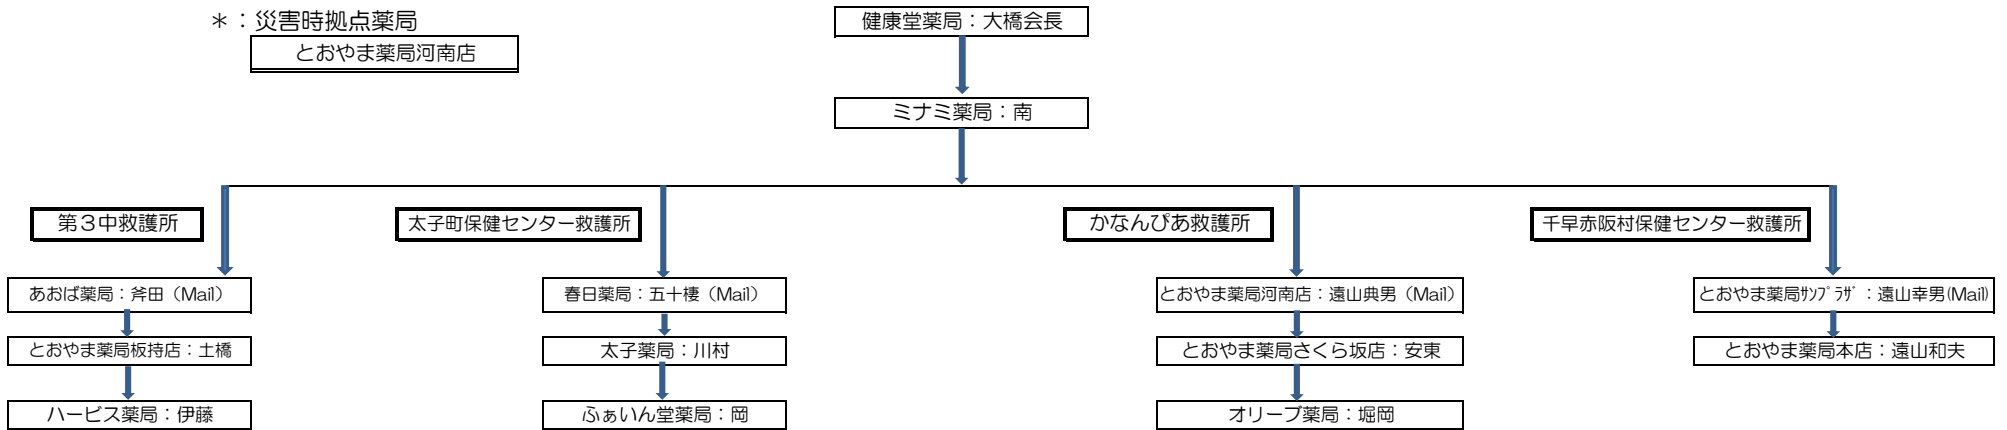 ＊：災害時拠点薬局
とおやま薬局河南店
健康堂薬局：大橋会長
ミナミ薬局：南
第３中救護所
太子町保健センター救護所
かなんぴあ救護所
千早赤阪村保健センター救護所
あおば薬局：斧田（Mail）
春日薬局：五十棲（Mail）
とおやま薬局河南店：遠山典男（Mail）
とおやま薬局ｻﾝﾌﾟﾗｻﾞ：遠山幸男(Mail)
とおやま薬局板持店：土橋
太子薬局：川村
とおやま薬局さくら坂店：安東
とおやま薬局本店：遠山和夫
ハービス薬局：伊藤
ふぁいん堂薬局：岡
オリーブ薬局：堀岡